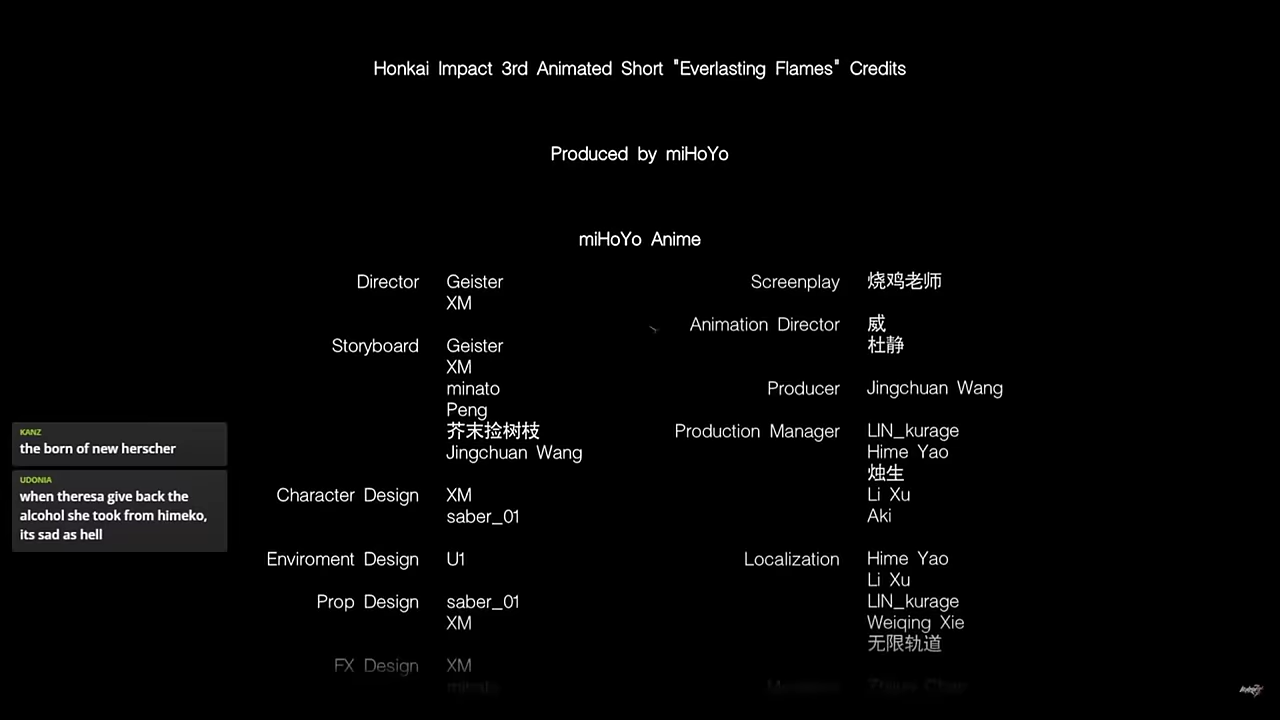 Honkai Impact 3rd Animated Short "Everlasting Flames" Credits
Produced by miHoYo
miHoYo Anime
Director Geister
XM
Storyboard Geister
XM
minato
Peng
芥末捡树枝
Jingchuan Wang
Character Design XM
saber_01
Enviroment Design U1
Prop Design saber_01
XM
FX Design XM
minato
Screenplay 烧鸡老师
Animation Director 威
杜静
Producer Jingchuan Wang
Production Manager LIN_kurage
Hime Yao
烛生
Li Xu
Aki
Localization Hime Yao
Li Xu
LIN_kurage
Weiqing Xie
无限轨道
KANZ
the born of new herscher
UDONIA
when theresa give back the
alcohol she took from himeko,
its sad as hell